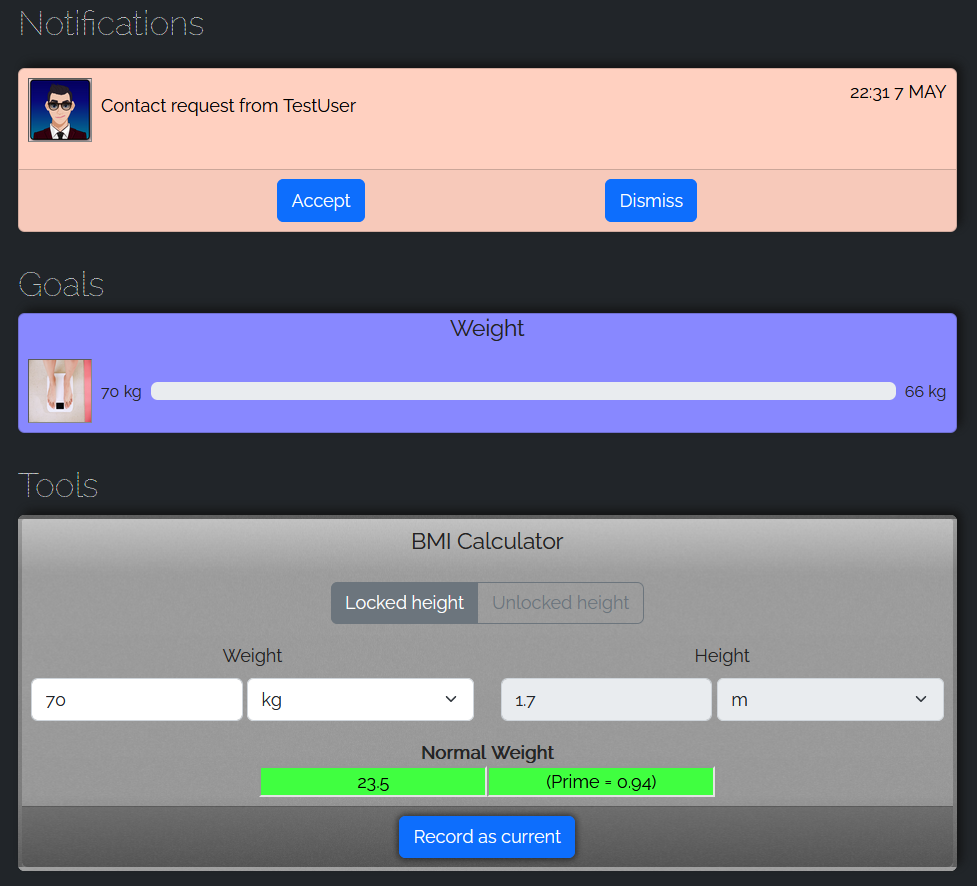 Notifications
Contact request from TestUser
22:31 7 MAY
Accept Dismiss
Goals
Weight
70 kg 66 kg
Tools
BMI Calculator
Locked height Unlocked height
Weight Height
70 kg 1.7 m
Normal Weight
23.5 (Prime = 0.94)
Record as current